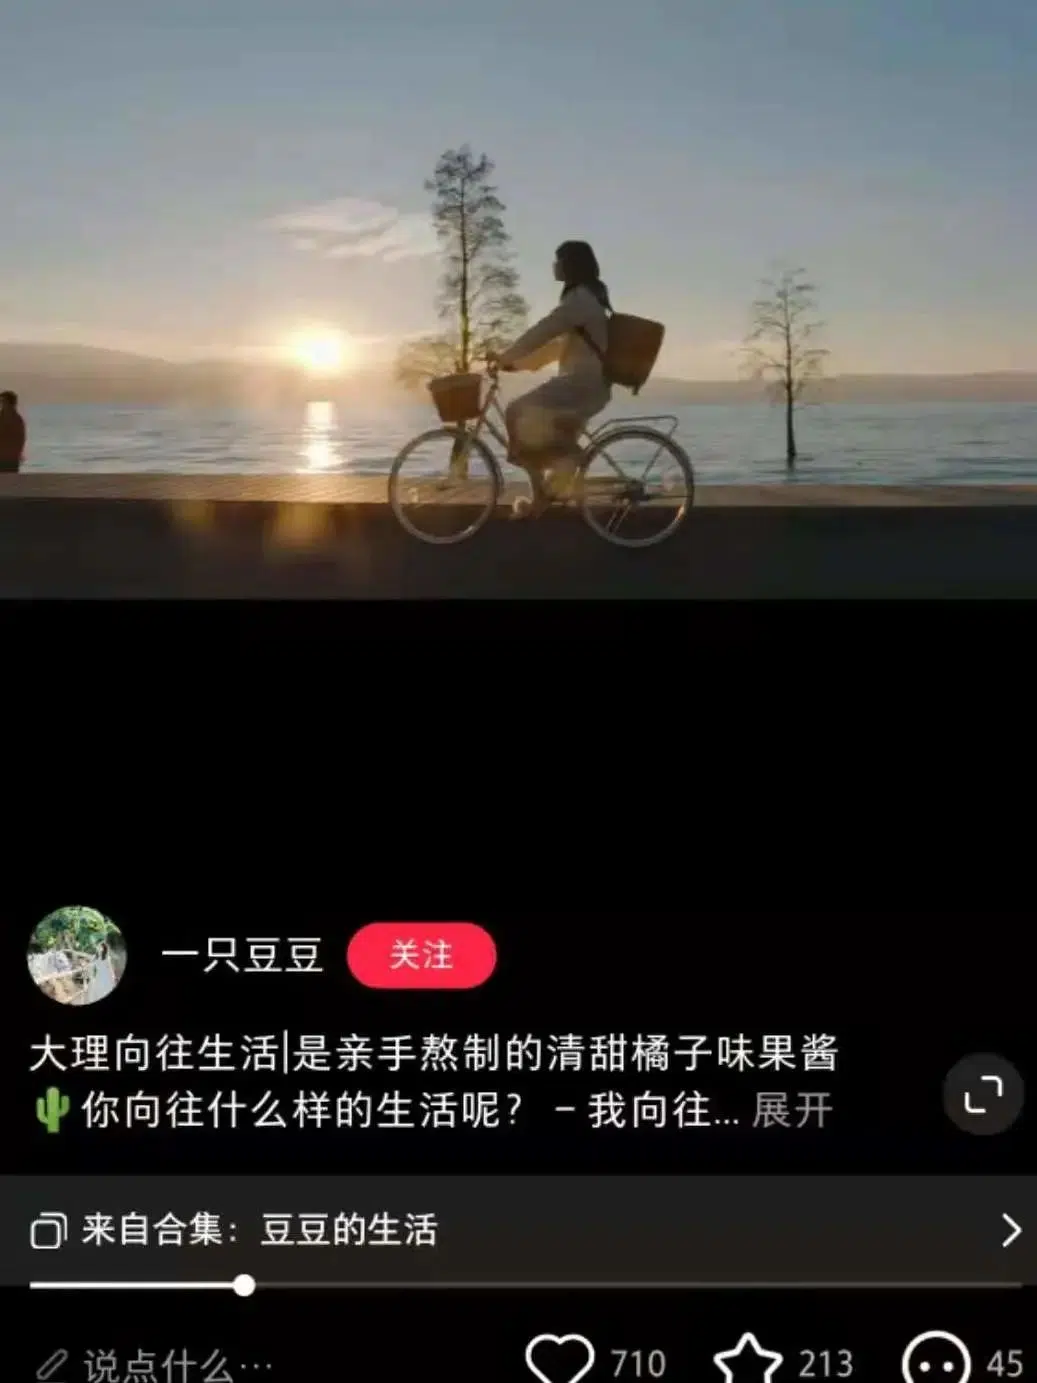 一只豆豆 关注
大理向往生活|是亲手熬制的清甜橘子味果酱
🌵你向往什么样的生活呢？ - 我向往... 展开
来自合集：豆豆的生活
说点什么... 710 213 45